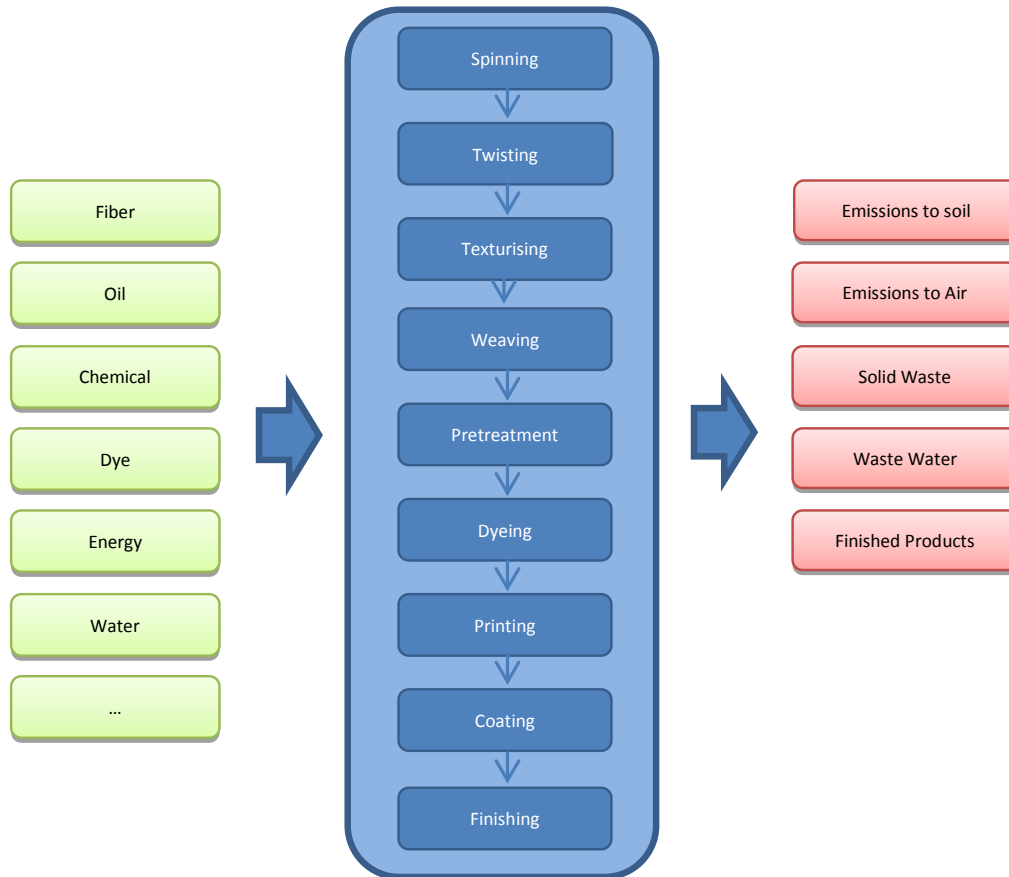 Fiber
Oil
Chemical
Dye
Energy
Water
...
Spinning
Twisting
Texturising
Weaving
Pretreatment
Dyeing
Printing
Coating
Finishing
Emissions to soil
Emissions to Air
Solid Waste
Waste Water
Finished Products